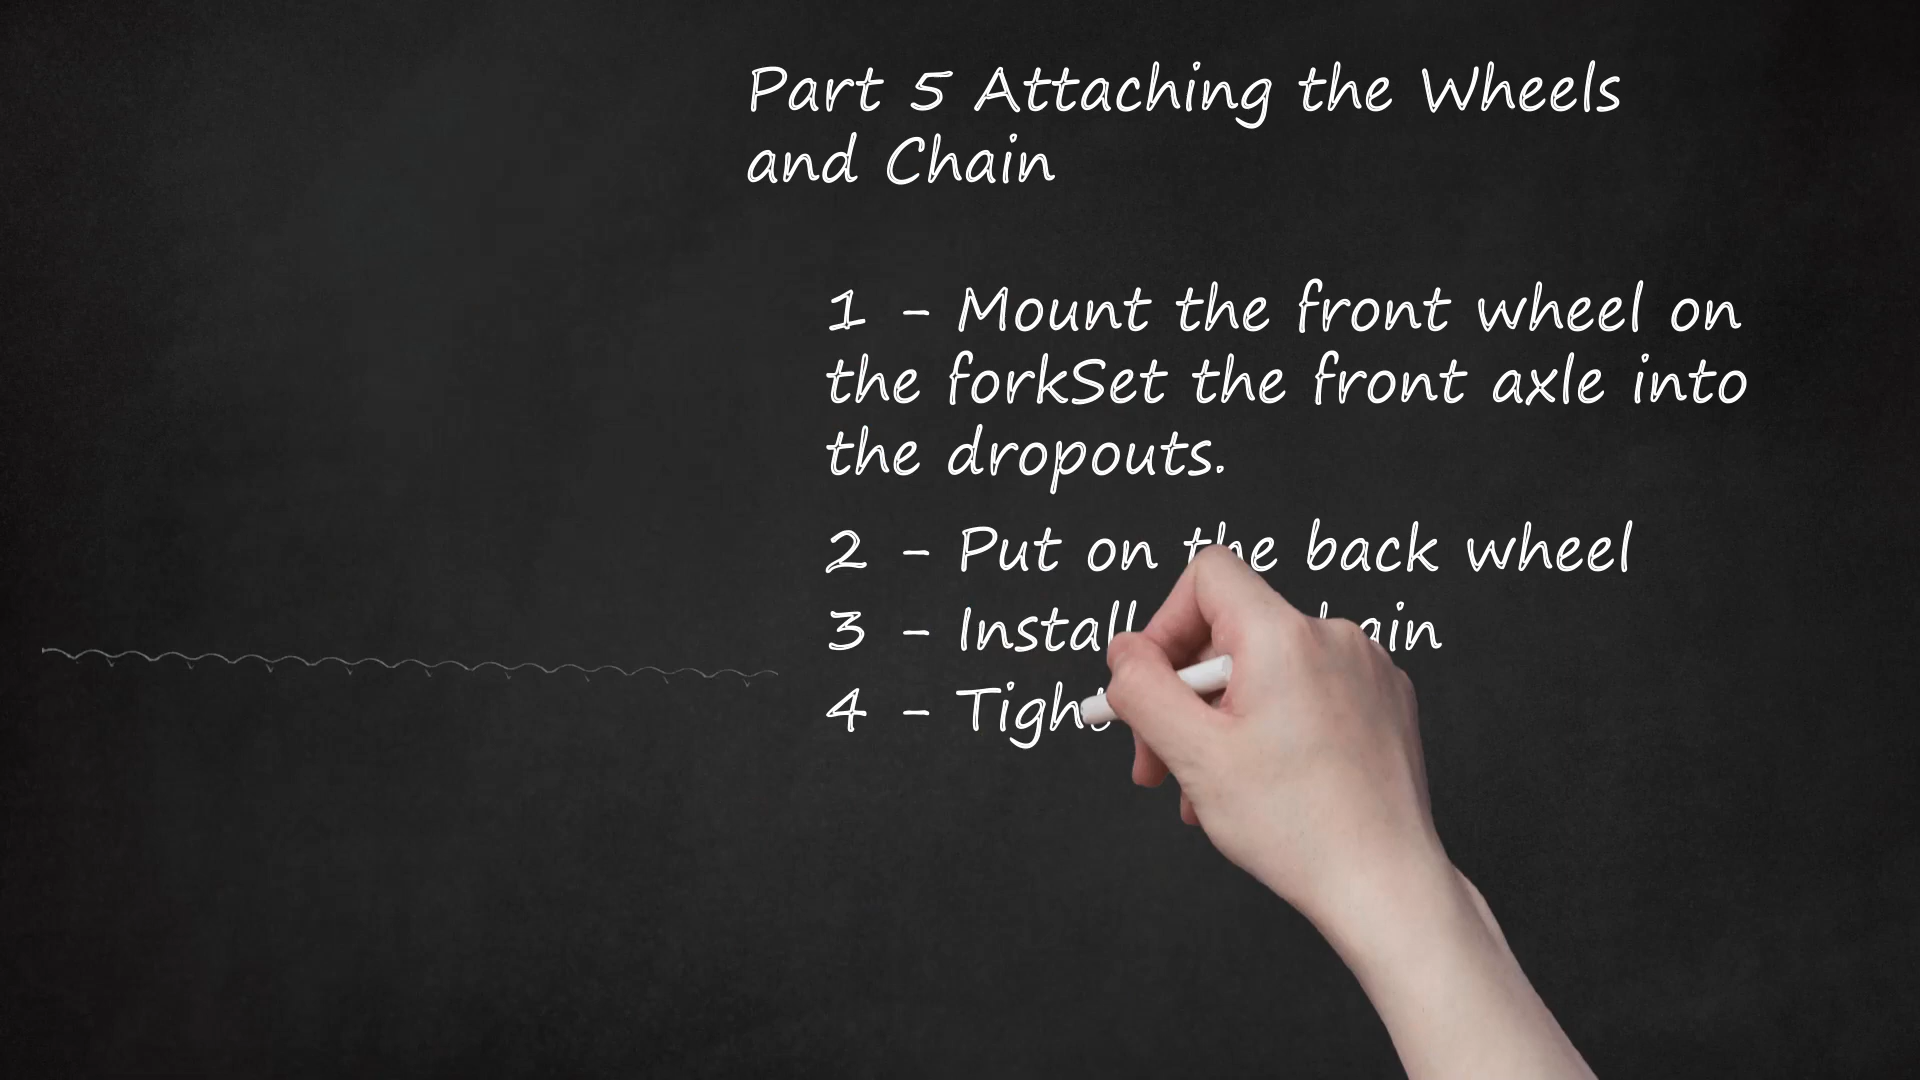 Part 5 Attaching the Wheels
and Chain
1 - Mount the front wheel on
the forkSet the front axle into
the dropouts.
2 - Put on the back wheel
3 - Install
4 -